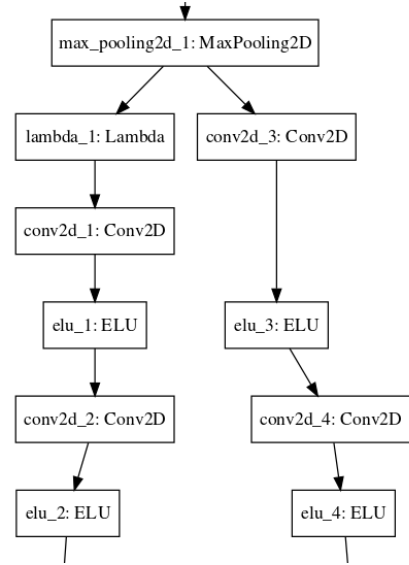 max_pooling2d_1: MaxPooling2D
lambda_1: Lambda
conv2d_3: Conv2D
conv2d_1: Conv2D
elu_1: ELU
elu_3: ELU
conv2d_2: Conv2D
conv2d_4: Conv2D
elu_2: ELU
elu_4: ELU